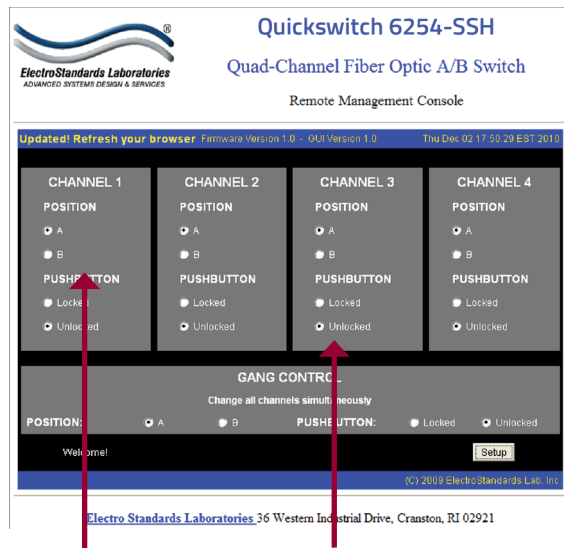 Quickswitch 6254-SSH
®
ElectroStandards Laboratories
ADVANCED SYSTEMS DESIGN & SERVICES
Quad-Channel Fiber Optic A/B Switch
Remote Management Console
Updated! Refresh your browser Firmware Version 1.0 - GUI Version 1.0 Thu Dec 02 17:50:29 EST 2010
CHANNEL 1 CHANNEL 2 CHANNEL 3 CHANNEL 4
POSITION POSITION POSITION POSITION
A A A A
B B B B
PUSHBUTTON PUSHBUTTON PUSHBUTTON PUSHBUTTON
Locked Locked Locked Locked
Unlocked Unlocked Unlocked Unlocked
GANG CONTROL
Change all channels simultaneously
POSITION: A B PUSHBUTTON: Locked Unlocked
Welcome! Setup
(C) 2009 ElectroStandards Lab. Inc
Electro Standards Laboratories 36 Western Industrial Drive, Cranston, RI 02921